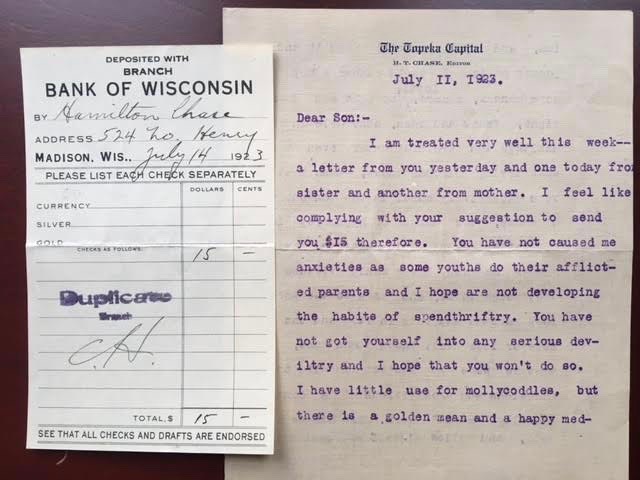 DEPOSITED WITH
BRANCH
BANK OF WISCONSIN
BY Hamilton Chase
ADDRESS 524 No. Henry
MADISON, WIS., July 14 1923
PLEASE LIST EACH CHECK SEPARATELY
DOLLARS CENTS
CURRENCY
SILVER
GOLD
CHECKS AS FOLLOWS: 15 —
Duplicate
Branch
C.H.
TOTAL, $ 15 —
SEE THAT ALL CHECKS AND DRAFTS ARE ENDORSED
The Topeka Capital
H. T. CHASE, EDITOR
July II, I923.
Dear Son:-
I am treated very well this week--
a letter from you yesterday and one today from
sister and another from mother. I feel like
complying with your suggestion to send
you $I5 therefore. You have not caused me
anxieties as some youths do their afflict-
ed parents and I hope are not developing
the habits of spendthriftry. You have
not got yourself into any serious dev-
iltry and I hope that you won't do so.
I have little use for mollycoddles, but
there is a golden mean and a happy med-